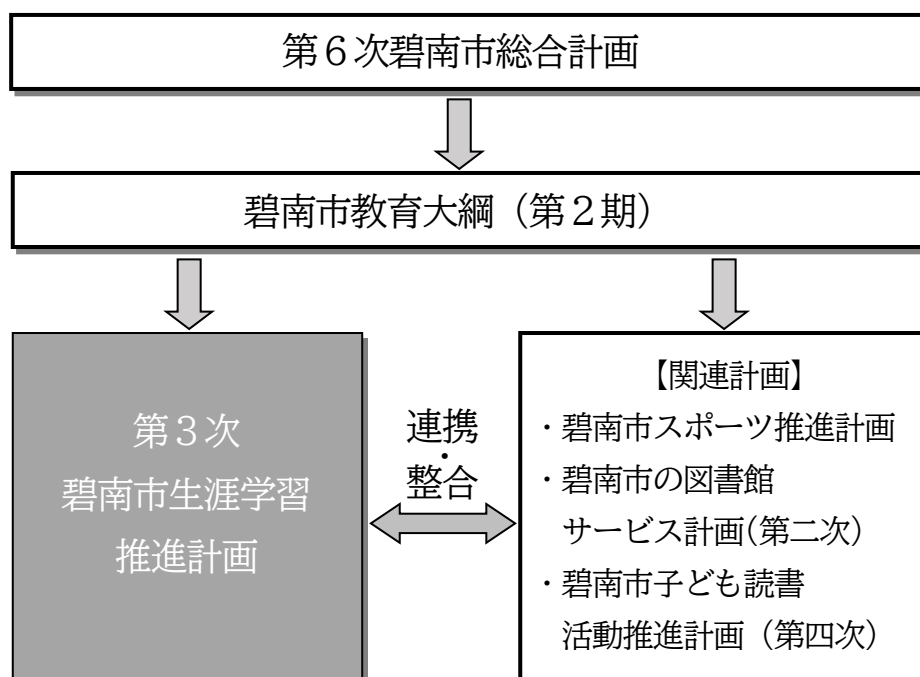 第６次碧南市総合計画
碧南市教育大綱（第２期）
第３次
碧南市生涯学習
推進計画
連携
・
整合
【関連計画】
・碧南市スポーツ推進計画
・碧南市の図書館
サービス計画(第二次)
・碧南市子ども読書
活動推進計画（第四次）